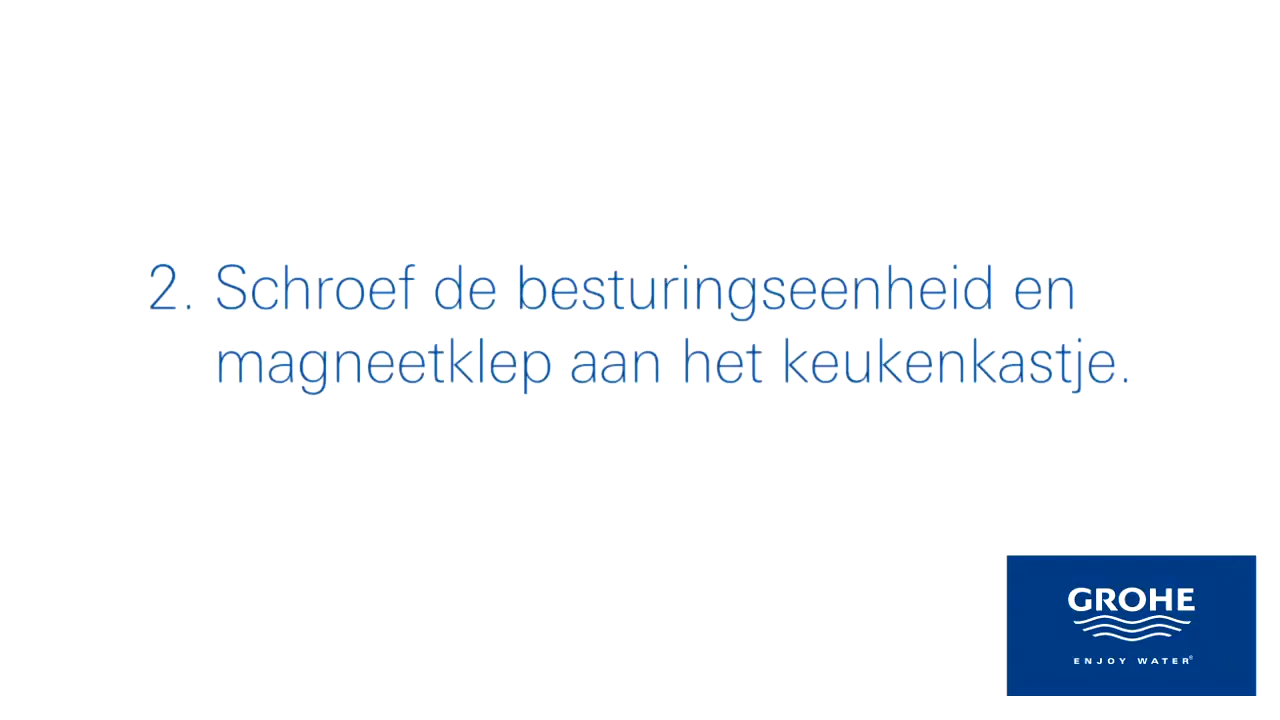 2. Schroef de besturingseenheid en
magneetklep aan het keukenkastje.
GROHE
ENJOY WATER®